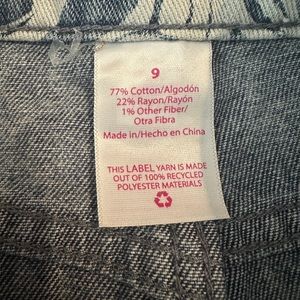 9
77% Cotton/Algodón
22% Rayon/Rayón
1% Other Fiber/
Otra Fibra
Made in/Hecho en China
THIS LABEL YARN IS MADE
OUT OF 100% RECYCLED
POLYESTER MATERIALS